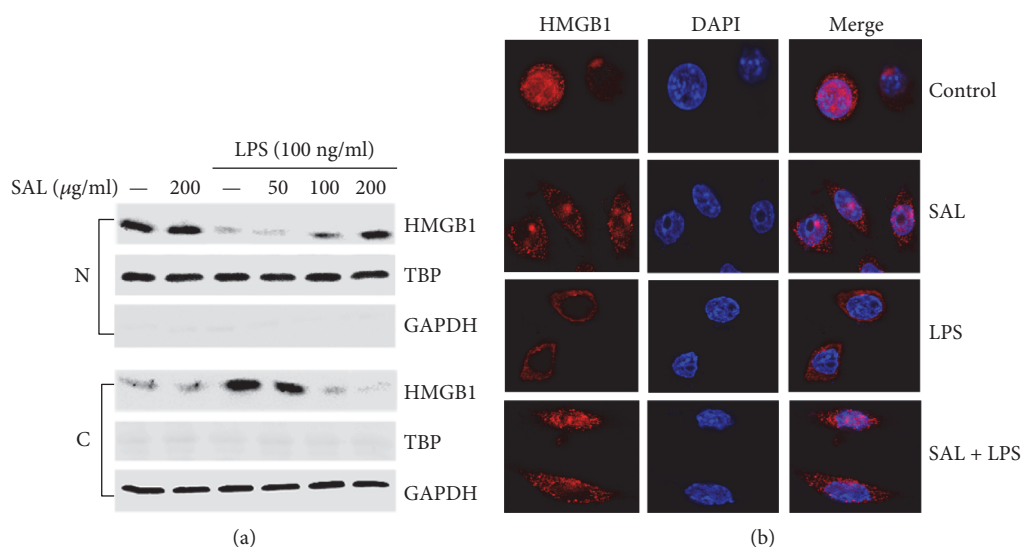 LPS (100 ng/ml)
SAL (μg/ml) — 200 — 50 100 200
N
HMGB1
TBP
GAPDH
C
HMGB1
TBP
GAPDH
(a)
HMGB1 DAPI Merge
Control
SAL
LPS
SAL + LPS
(b)